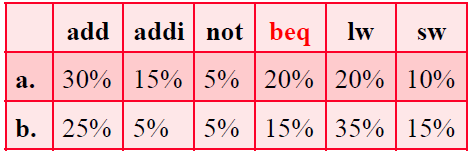 add addi not beq lw sw
a. 30% 15% 5% 20% 20% 10%
b. 25% 5% 5% 15% 35% 15%